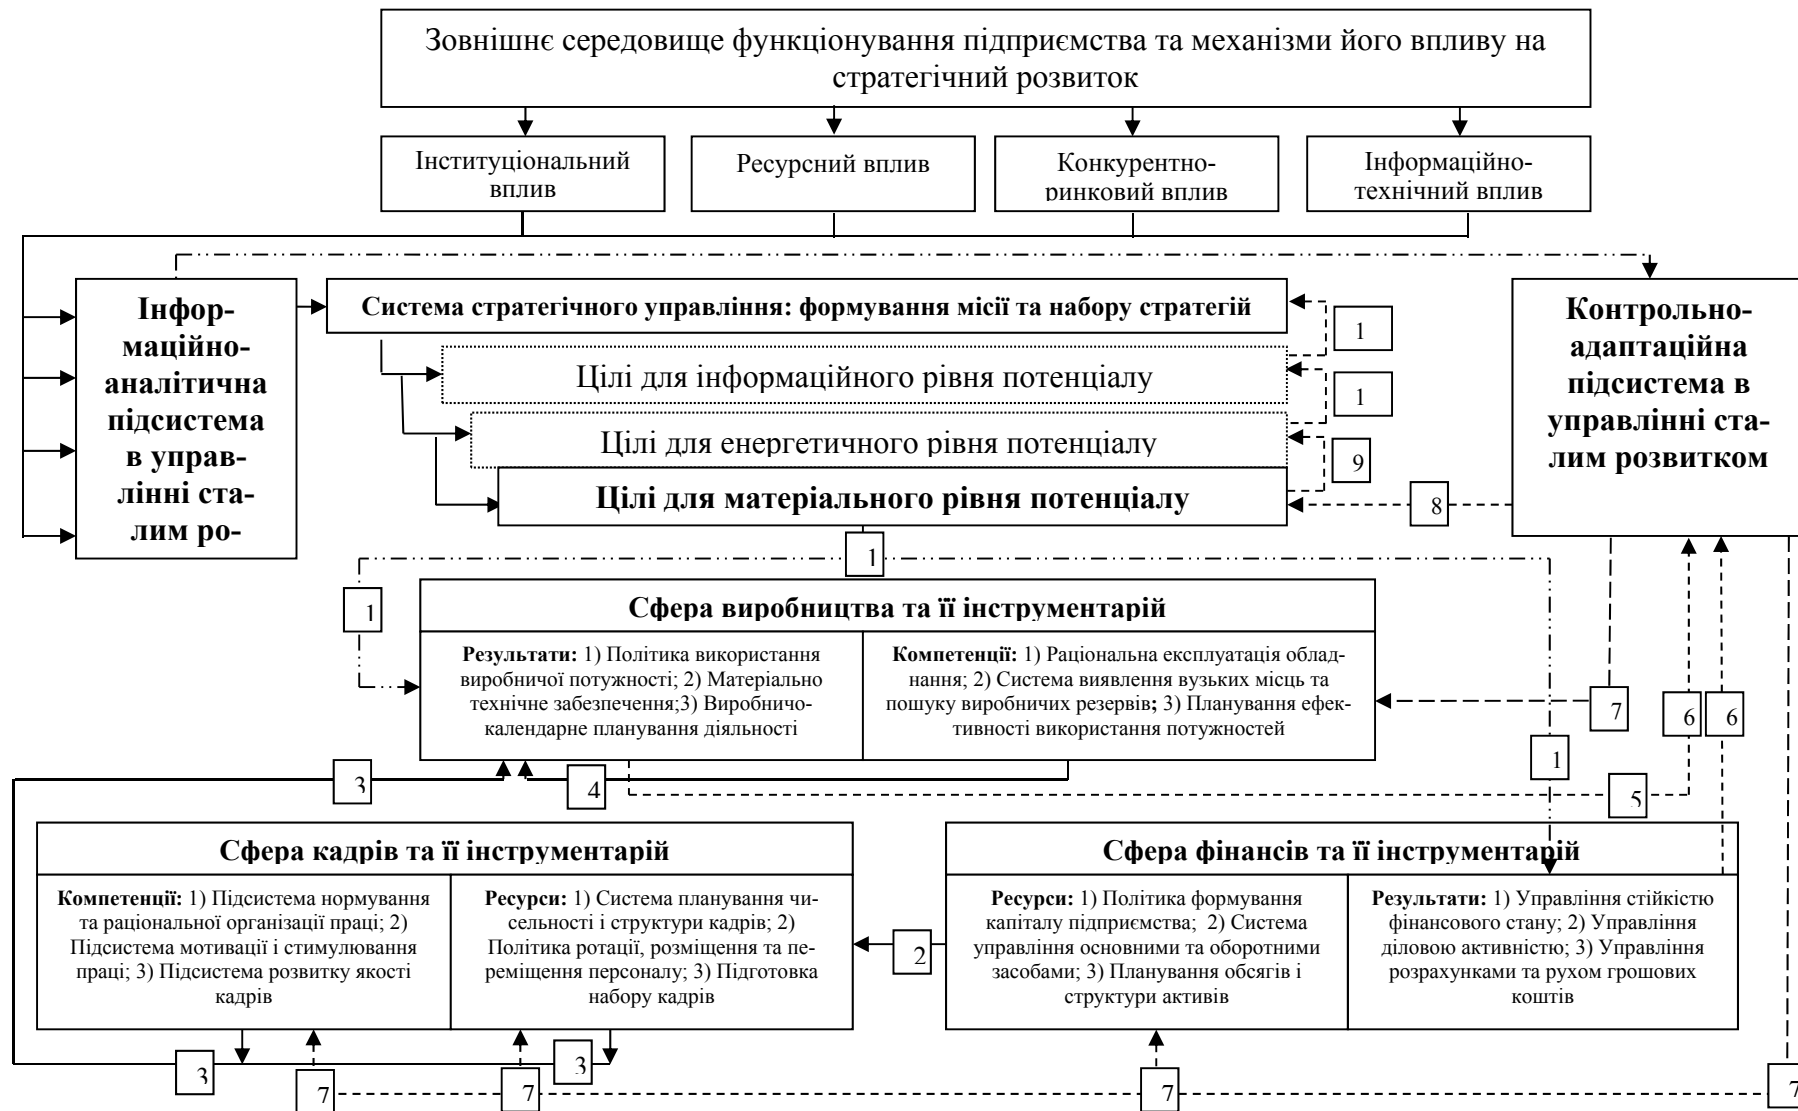 Зовнішнє середовище функціонування підприємства та механізми його впливу на
стратегічний розвиток
Інституціональний
вплив
Ресурсний вплив
Конкурентно-
ринковий вплив
Інформаційно-
технічний вплив
Інфор-
маційно-
аналітична
підсистема
в управ-
лінні ста-
лим ро-
Система стратегічного управління: формування місії та набору стратегій
1
Цілі для інформаційного рівня потенціалу
1
Цілі для енергетичного рівня потенціалу
9
Цілі для матеріального рівня потенціалу
8
Контрольно-
адаптаційна
підсистема в
управлінні ста-
лим розвитком
1
1
Сфера виробництва та її інструментарій
Результати: 1) Політика використання
виробничої потужності; 2) Матеріально
технічне забезпечення;3) Виробничо-
календарне планування діяльності
Компетенції: 1) Раціональна експлуатація облад-
нання; 2) Система виявлення вузьких місць та
пошуку виробничих резервів; 3) Планування ефек-
тивності використання потужностей
7
6
6
1
3
4
5
Сфера кадрів та її інструментарій
Компетенції: 1) Підсистема нормування
та раціональної організації праці; 2)
Підсистема мотивації і стимулювання
праці; 3) Підсистема розвитку якості
кадрів
Ресурси: 1) Система планування чи-
сельності і структури кадрів; 2)
Політика ротації, розміщення та пе-
реміщення персоналу; 3) Підготовка
набору кадрів
2
Сфера фінансів та її інструментарій
Ресурси: 1) Політика формування
капіталу підприємства; 2) Система
управління основними та оборотними
засобами; 3) Планування обсягів і
структури активів
Результати: 1) Управління стійкістю
фінансового стану; 2) Управління
діловою активністю; 3) Управління
розрахунками та рухом грошових
коштів
3
3
7
7
7
7